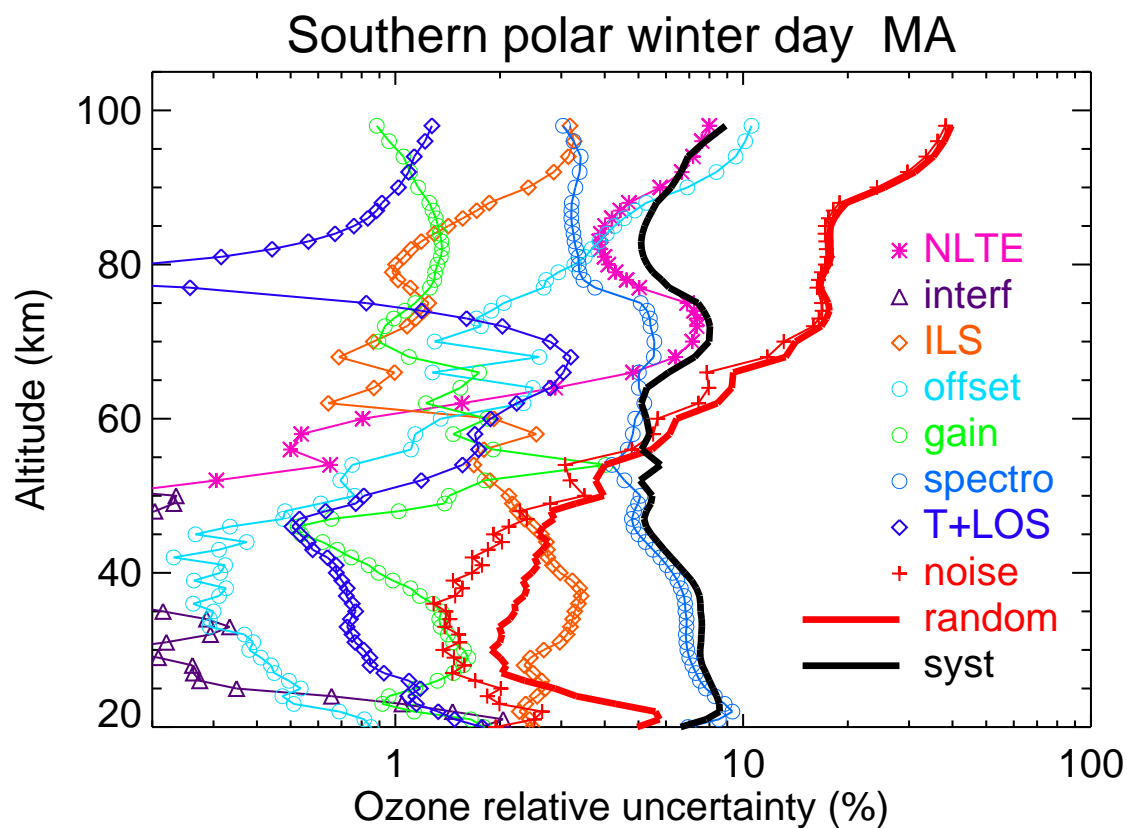 Southern polar winter day  MA
Altitude (km)
100
80
60
40
20
NLTE
interf
ILS
offset
gain
spectro
T+LOS
noise
random
syst
1
10
100
Ozone relative uncertainty (%)